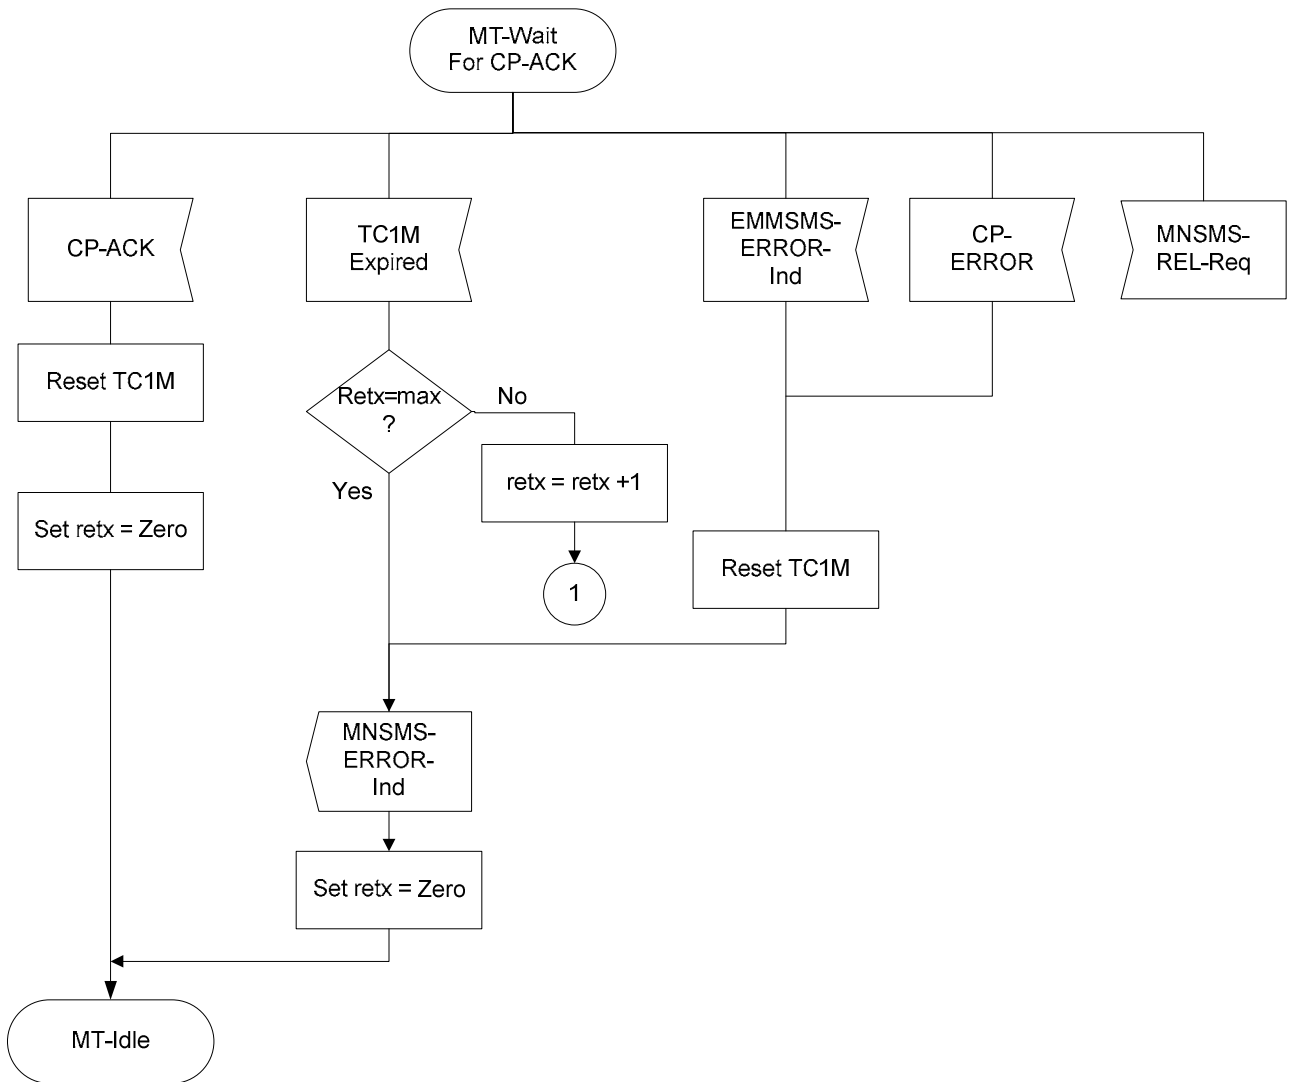 MT-Wait
For CP-ACK
CP-ACK
TC1M
Expired
EMMSMS-
ERROR-
Ind
CP-
ERROR
MNSMS-
REL-Req
Reset TC1M
Retx=max
?
No
Yes
retx = retx +1
Set retx = Zero
1
Reset TC1M
MNSMS-
ERROR-
Ind
Set retx = Zero
MT-Idle